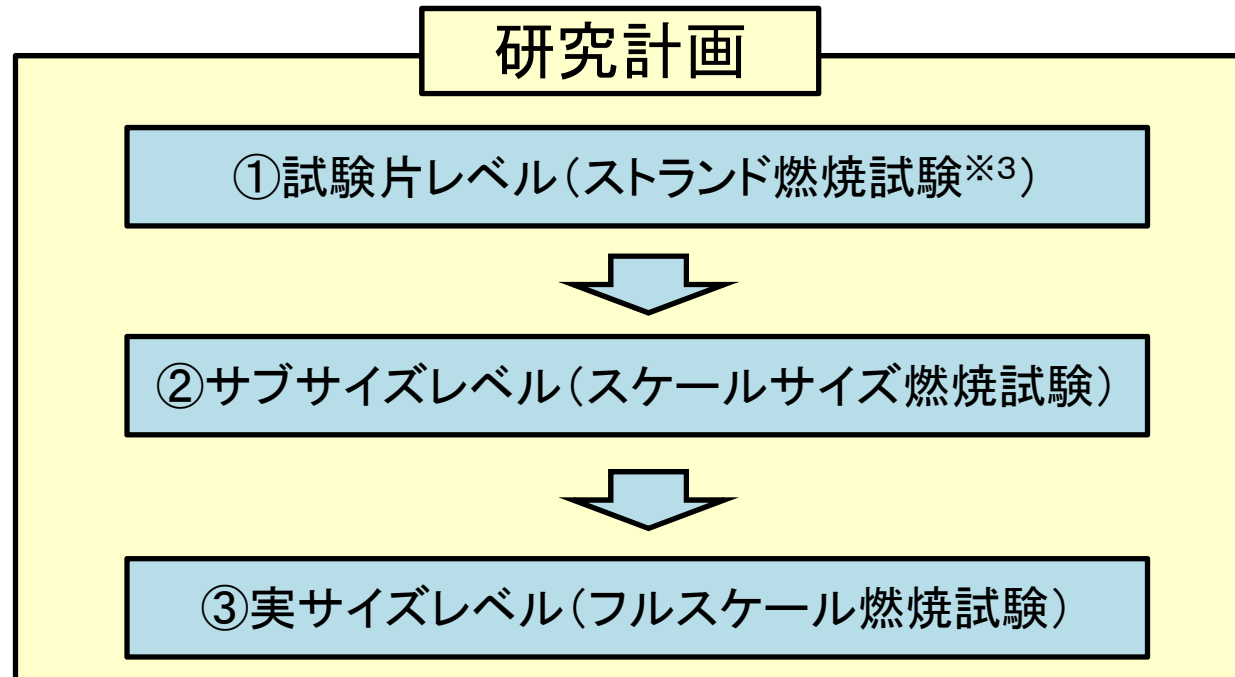 研究計画
①試験片レベル(ストランド燃焼試験※3)
②サブサイズレベル(スケールサイズ燃焼試験)
③実サイズレベル(フルスケール燃焼試験)